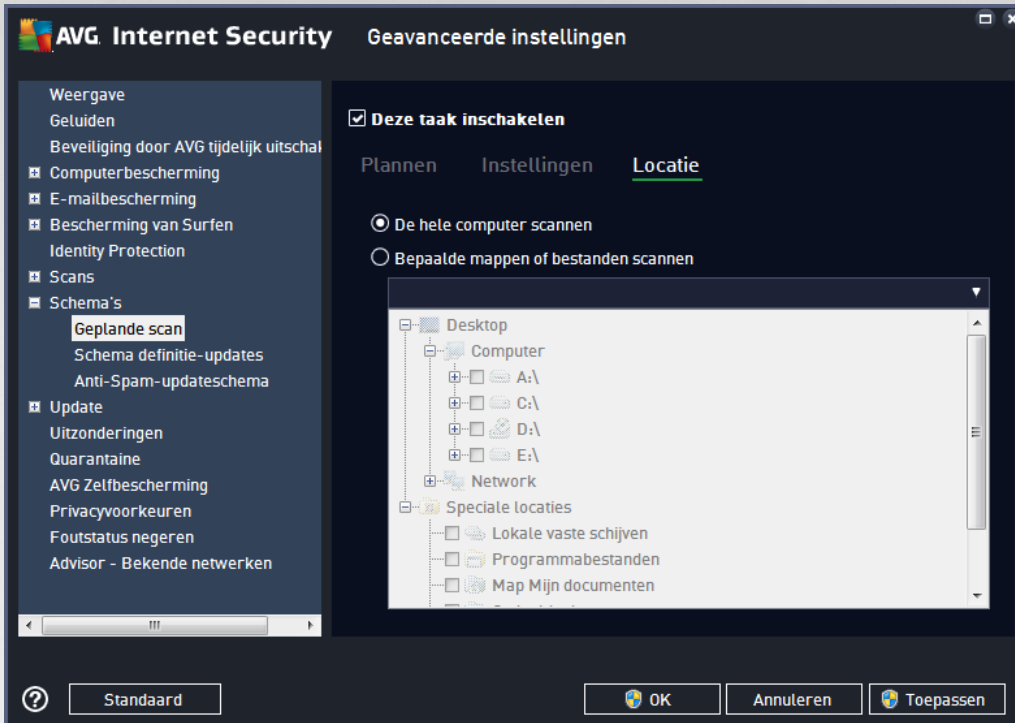 AVG Internet Security
Geavanceerde instellingen
Weergave
Geluiden
Beveiliging door AVG tijdelijk uitschak
Computerbescherming
E-mailbescherming
Bescherming van Surfen
Identity Protection
Scans
Schema's
Geplande scan
Schema definitie-updates
Anti-Spam-updateschema
Update
Uitzonderingen
Quarantaine
AVG Zelfbescherming
Privacyvoorkeuren
Foutstatus negeren
Advisor - Bekende netwerken
Deze taak inschakelen
Plannen Instellingen Locatie
De hele computer scannen
Bepaalde mappen of bestanden scannen
Desktop
Computer
A:\
C:\
D:\
E:\
Network
Speciale locaties
Lokale vaste schijven
Programmabestanden
Map Mijn documenten
? Standaard OK Annuleren Toepassen